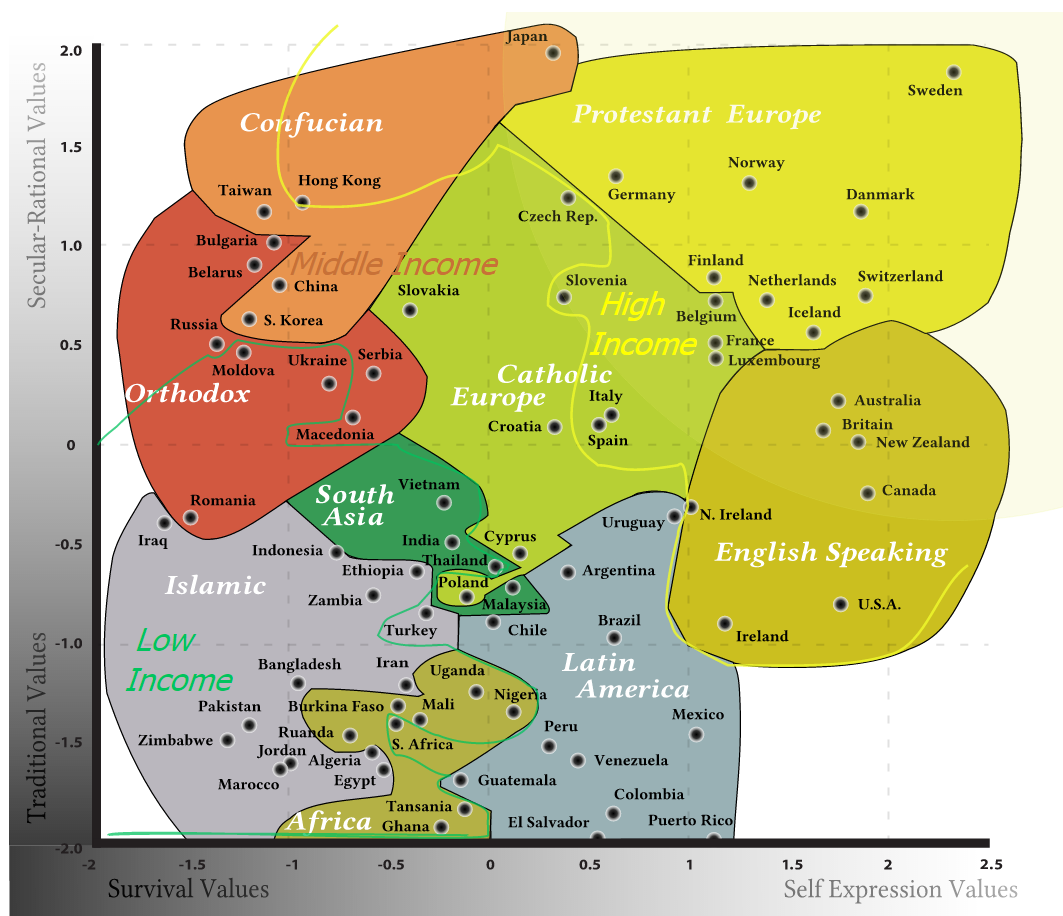 Secular-Rational Values
Traditional Values
2.0
1.5
1.0
0.5
0
-0.5
-1.0
-1.5
-2.0
Japan
Sweden
Confucian
Protestant Europe
Norway
Taiwan
Hong Kong
Germany
Danmark
Czech Rep.
Bulgaria
Belarus
Middle Income
Finland
China
Slovakia
Slovenia
Netherlands
Switzerland
High
Income
Belgium
Iceland
Russia
S. Korea
Moldova
Ukraine
Serbia
France
Luxembourg
Orthodox
Catholic
Europe
Italy
Australia
Macedonia
Croatia
Spain
Britain
New Zealand
Romania
South
Asia
Vietnam
Canada
Iraq
Uruguay
N. Ireland
Indonesia
India
Cyprus
English Speaking
Thailand
Ethiopia
Islamic
Poland
Argentina
Zambia
Malaysia
U.S.A.
Turkey
Chile
Brazil
Ireland
Low
Income
Bangladesh
Iran
Uganda
Latin
America
Pakistan
Burkina Faso
Mali
Nigeria
Mexico
Zimbabwe
Ruanda
S. Africa
Peru
Jordan
Algeria
Venezuela
Marocco
Egypt
Guatemala
Tansania
Colombia
Africa
Ghana
El Salvador
Puerto Rico
-2
-1.5
-1
-0.5
0
0.5
1
1.5
2
2.5
Survival Values
Self Expression Values